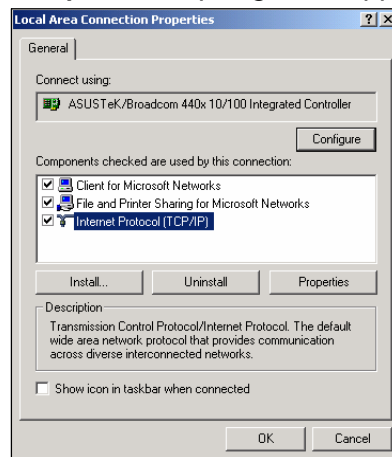 Local Area Connection Properties
General
Connect using:
ASUSTeK/Broadcom 440x 10/100 Integrated Controller
Configure
Components checked are used by this connection:
Client for Microsoft Networks
File and Printer Sharing for Microsoft Networks
Internet Protocol (TCP/IP)
Install... Uninstall Properties
Description
Transmission Control Protocol/Internet Protocol. The default
wide area network protocol that provides communication
across diverse interconnected networks.
Show icon in taskbar when connected
OK Cancel